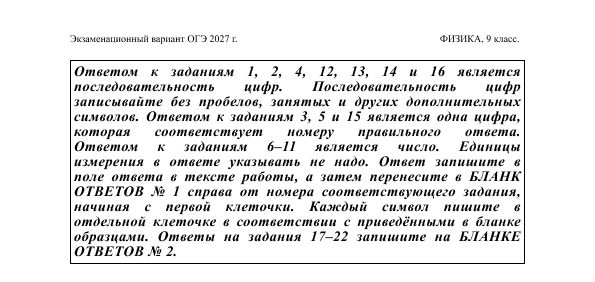 Экзаменационный вариант ОГЭ 2027 г. ФИЗИКА, 9 класс.
Ответом к заданиям 1, 2, 4, 12, 13, 14 и 16 является
последовательность цифр. Последовательность цифр
записывайте без пробелов, запятых и других дополнительных
символов. Ответом к заданиям 3, 5 и 15 является одна цифра,
которая соответствует номеру правильного ответа.
Ответом к заданиям 6–11 является число. Единицы
измерения в ответе указывать не надо. Ответ запишите в
поле ответа в тексте работы, а затем перенесите в БЛАНК
ОТВЕТОВ № 1 справа от номера соответствующего задания,
начиная с первой клеточки. Каждый символ пишите в
отдельной клеточке в соответствии с приведёнными в бланке
образцами. Ответы на задания 17–22 запишите на БЛАНКЕ
ОТВЕТОВ № 2.